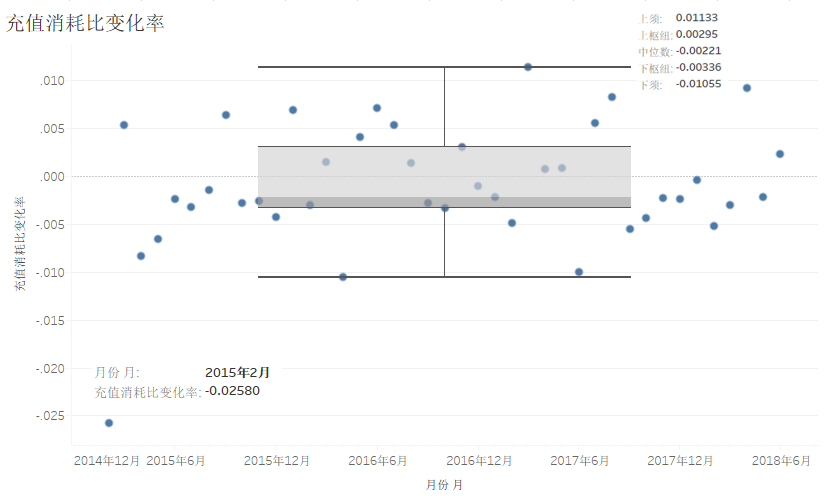 充值消耗比变化率
上须: 0.01133
上枢纽: 0.00295
中位数: -0.00221
下枢纽: -0.00336
下须: -0.01055
.010
.005
.000
-.005
-.010
-.015
-.020
-.025
充值消耗比变化率
月份 月: 2015年2月
充值消耗比变化率: -0.02580
2014年12月 2015年6月 2015年12月 2016年6月 2016年12月 2017年6月 2017年12月 2018年6月
月份 月